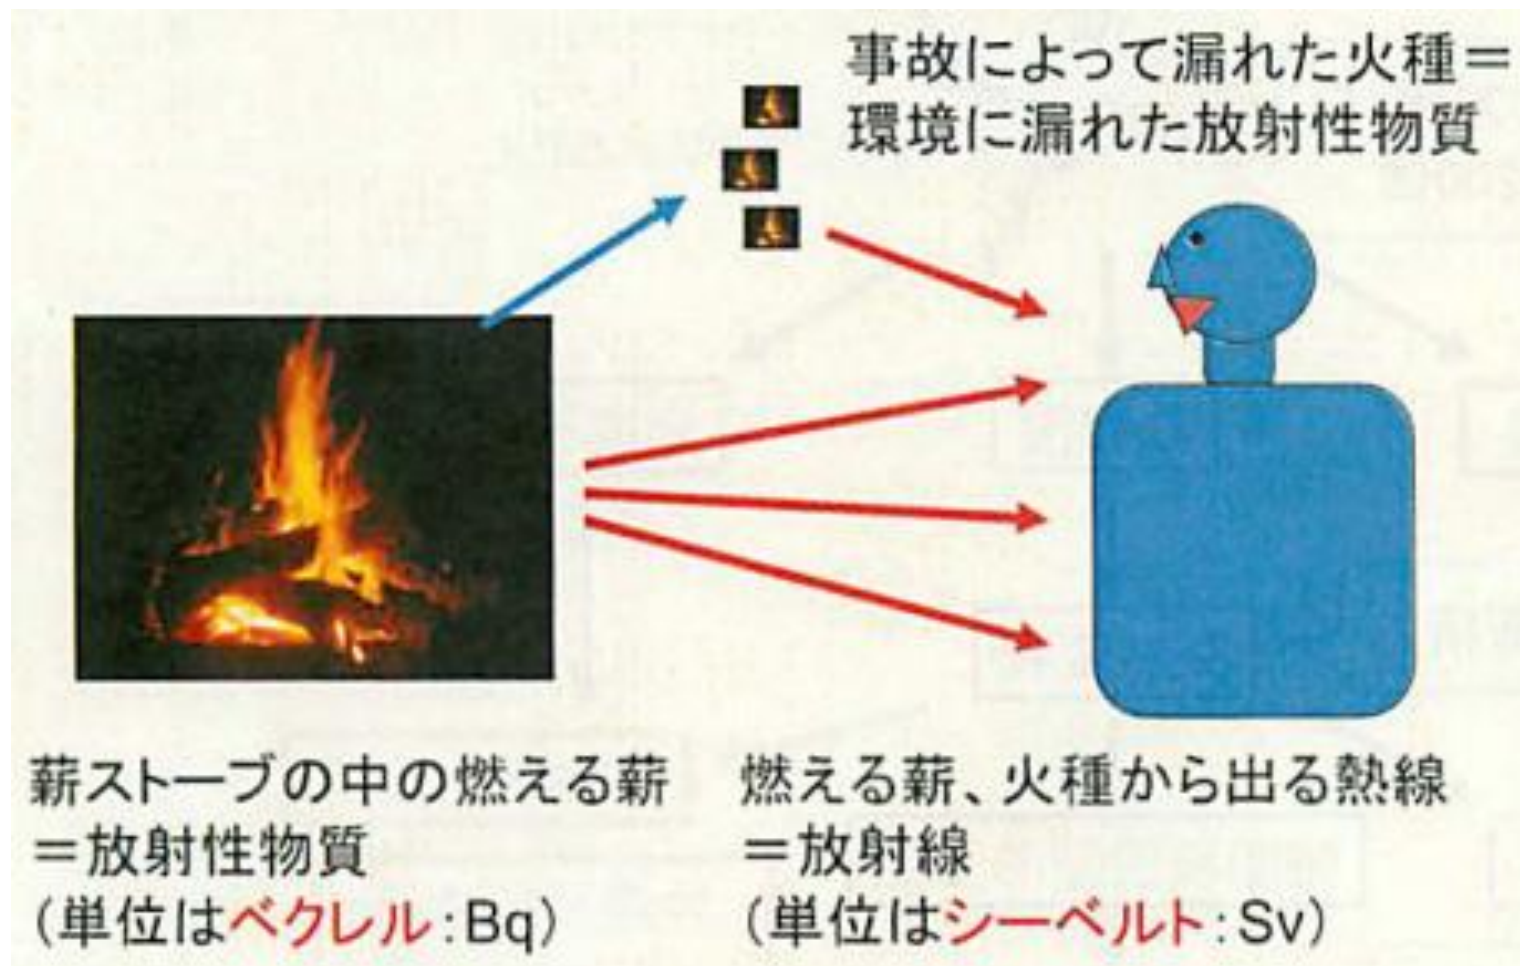 事故によって漏れた火種＝
環境に漏れた放射性物質
薪ストーブの中の燃える薪
＝放射性物質
（単位はベクレル：Bq）
燃える薪、火種から出る熱線
＝放射線
（単位はシーベルト：Sv）